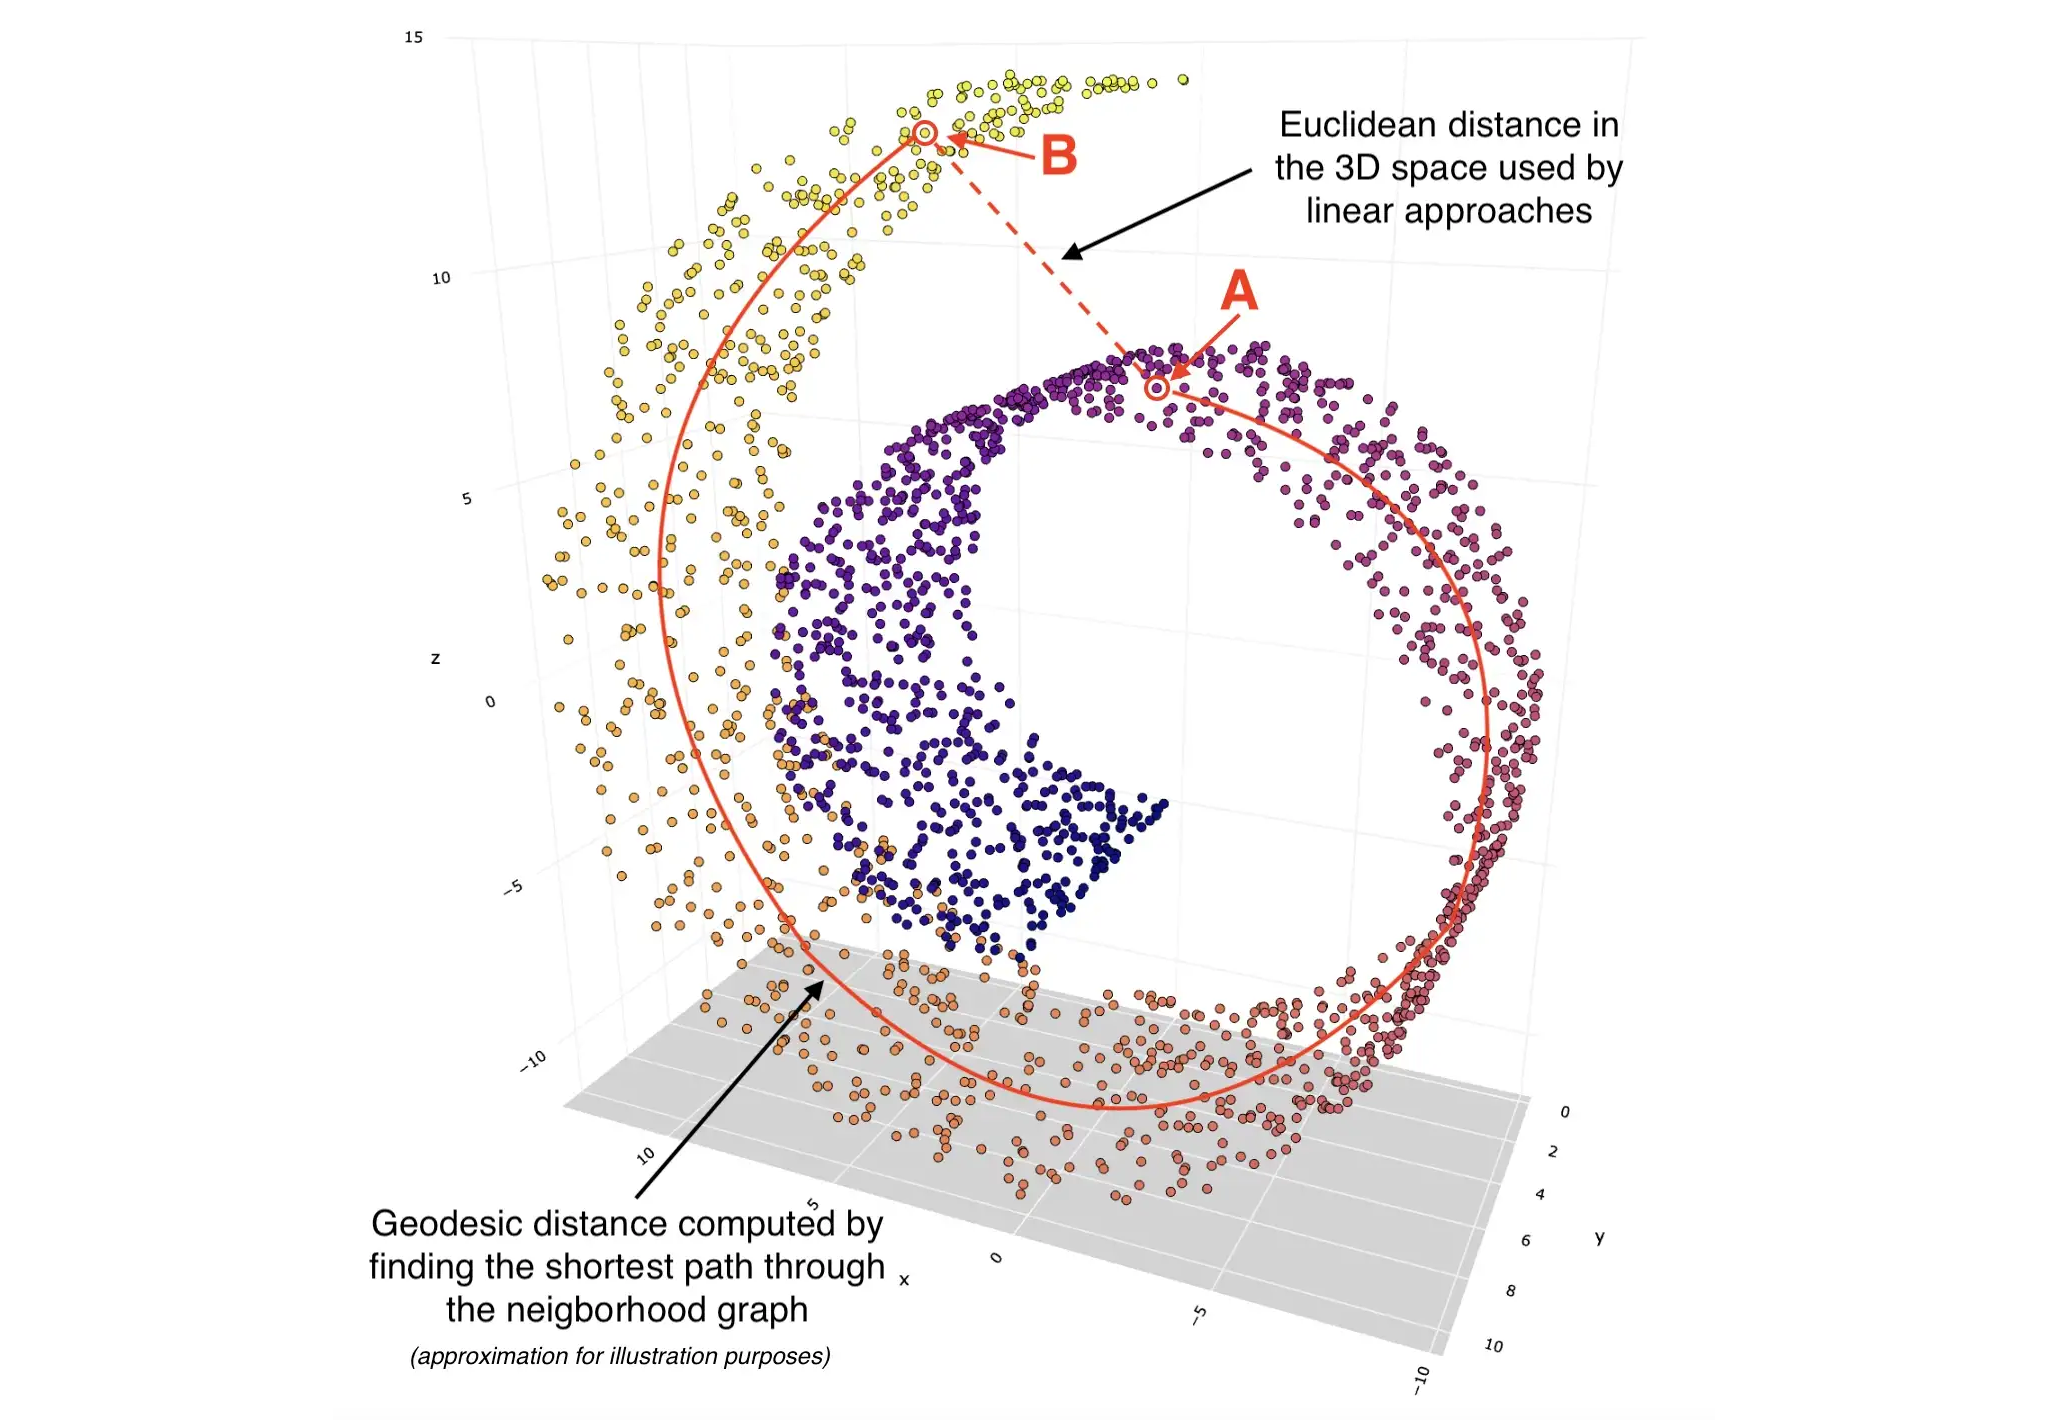 15
Euclidean distance in
the 3D space used by
linear approaches
B
A
10
5
z
0
−5
−10
10
5
0
−5
−10
x
0
2
4
6
8
10
y
Geodesic distance computed by
finding the shortest path through
the neigborhood graph
(approximation for illustration purposes)